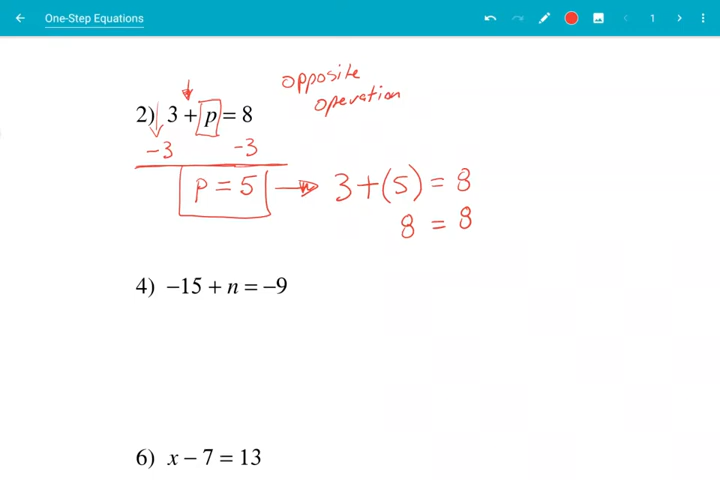 One-Step Equations
1
opposite
operation
2) 3 + p = 8
-3 -3
p = 5 → 3 + (5) = 8
8 = 8
4) −15 + n = −9
6) x − 7 = 13